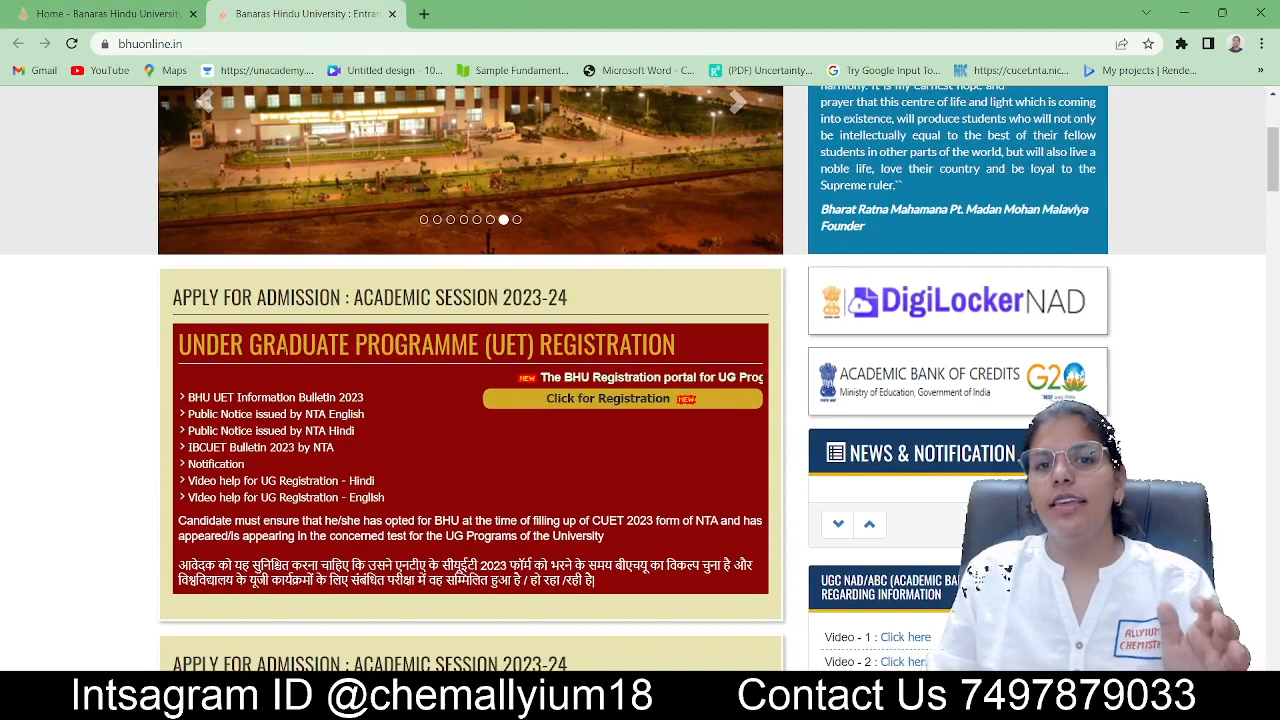 Home - Banaras Hindu University
Banaras Hindu University : Entran
bhuonline.in
Gmail
YouTube
Maps
https://unacademy...
Untitled design - 10...
Sample Fundament...
Microsoft Word - C...
(PDF) Uncertainty...
Try Google Input To...
https://cucet.nta.nic...
My projects | Rende...
»
harmony. It is my earnest hope and
prayer that this centre of life and light which is coming
into existence, will produce students who will not only
be intellectually equal to the best of their fellow
students in other parts of the world, but will also live a
noble life, love their country and be loyal to the
Supreme ruler.``
Bharat Ratna Mahamana Pt. Madan Mohan Malaviya
Founder
APPLY FOR ADMISSION : ACADEMIC SESSION 2023-24
UNDER GRADUATE PROGRAMME (UET) REGISTRATION
NEW The BHU Registration portal for UG Prog
Click for Registration NEW
> BHU UET Information Bulletin 2023
> Public Notice issued by NTA English
> Public Notice issued by NTA Hindi
> IBCUET Bulletin 2023 by NTA
> Notification
> Video help for UG Registration - Hindi
> Video help for UG Registration - English
Candidate must ensure that he/she has opted for BHU at the time of filling up of CUET 2023 form of NTA and has
appeared/is appearing in the concerned test for the UG Programs of the University
आवेदक को यह सुनिश्चित करना चाहिए कि उसने एनटीए के सीयूईटी 2023 फॉर्म को भरने के समय बीएचयू का विकल्प चुना है और
विश्वविद्यालय के यूजी कार्यक्रमों के लिए संबंधित परीक्षा में वह सम्मिलित हुआ है / हो रहा /रही है|
APPLY FOR ADMISSION : ACADEMIC SESSION 2023-24
DigiLockerNAD
ACADEMIC BANK OF CREDITS
Ministry of Education, Government of India
G20
NEWS & NOTIFICATION
UGC NAD/ABC (ACADEMIC BAN
REGARDING INFORMATION
Video - 1 : Click here
Video - 2 : Click here
ALLYIUM
CHEMISTRY
Intsagram ID @chemallyium18
Contact Us 7497879033